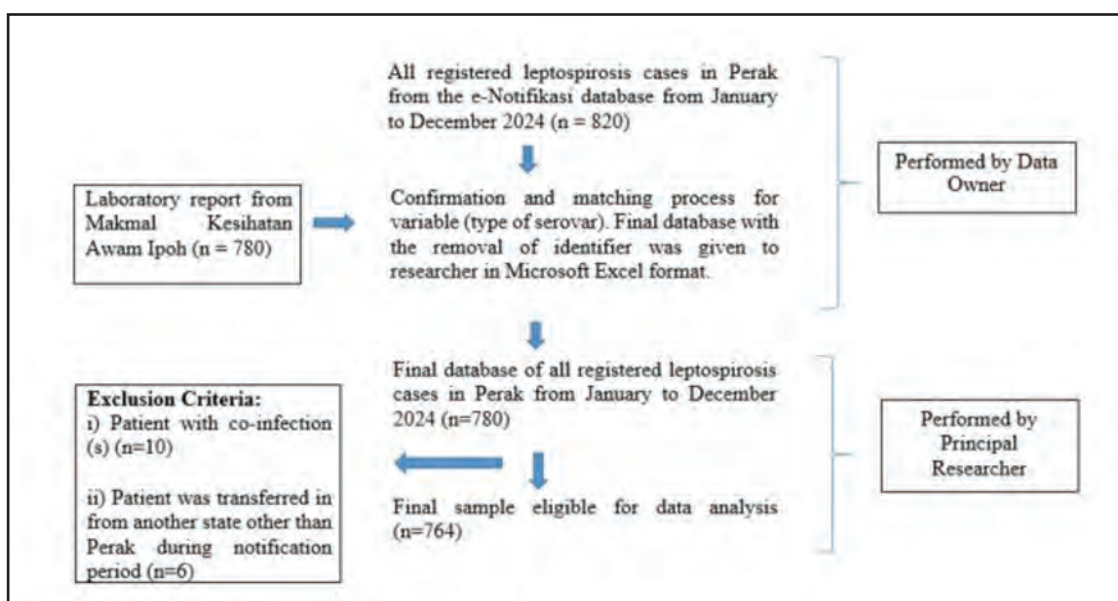 All registered leptospirosis cases in Perak
from the e-Notifikasi database from January
to December 2024 (n = 820)
Performed by Data
Owner
Laboratory report from
Makmal Kesihatan
Awam Ipoh (n = 780)
Confirmation and matching process for
variable (type of serovar). Final database with
the removal of identifier was given to
researcher in Microsoft Excel format.
Final database of all registered leptospirosis
cases in Perak from January to December
2024 (n=780)
Exclusion Criteria:
i) Patient with co-infection
(s) (n=10)
ii) Patient was transferred in
from another state other than
Perak during notification
period (n=6)
Performed by
Principal
Researcher
Final sample eligible for data analysis
(n=764)